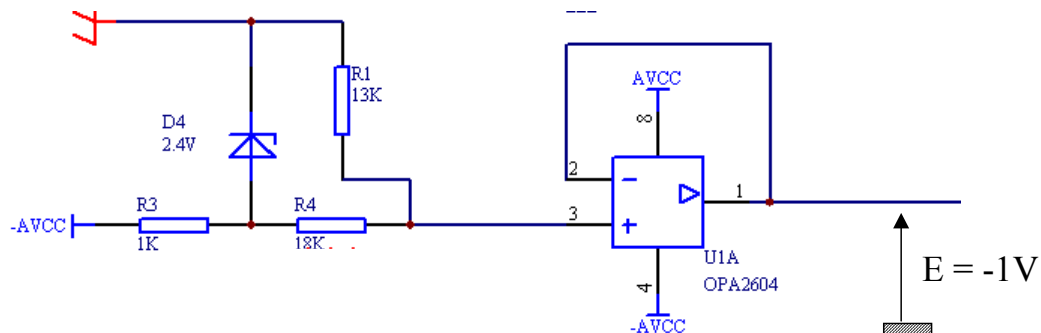 R1
13K
AVCC
8
D4
2.4V
2
1
R3
R4
3
-AVCC
1K
18K
U1A
OPA2604
4
E = -1V
-AVCC